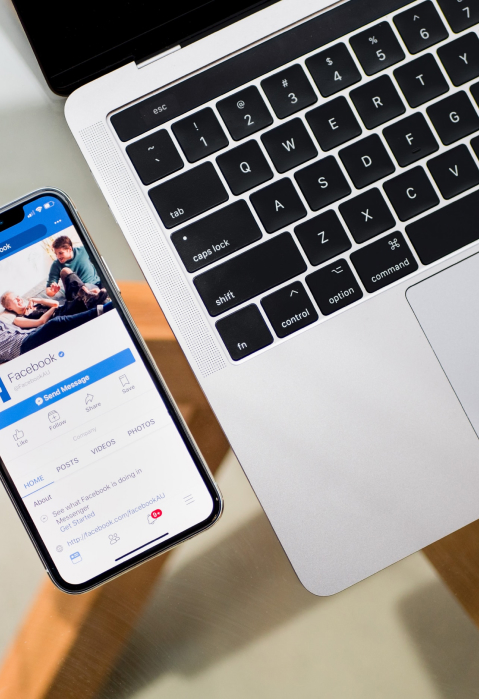 esc
~ `
! 1
@ 2
# 3
$ 4
% 5
^ 6
7
tab
Q
W
E
R
T
Y
caps lock
A
S
D
F
G
shift
Z
X
C
V
fn
^
control
⌥
option
⌘
command
ook
Facebook
@FacebookAU
Send Message
Like
Follow
Share
Save
Company
HOME
POSTS
VIDEOS
PHOTOS
About
See what Facebook is doing in
Messenger
Get Started
http://facebook.com/facebookAU
9+